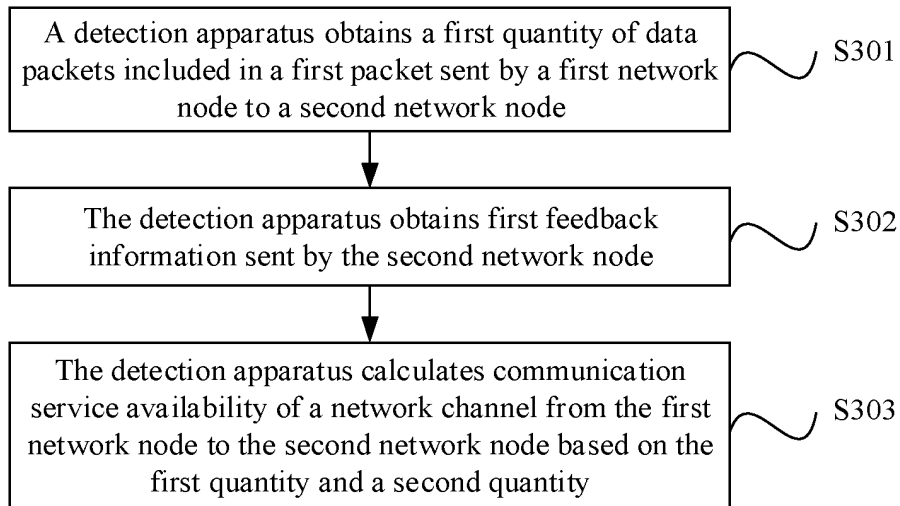 A detection apparatus obtains a first quantity of data
packets included in a first packet sent by a first network
node to a second network node
S301
The detection apparatus obtains first feedback
information sent by the second network node
S302
The detection apparatus calculates communication
service availability of a network channel from the first
network node to the second network node based on the
first quantity and a second quantity
S303